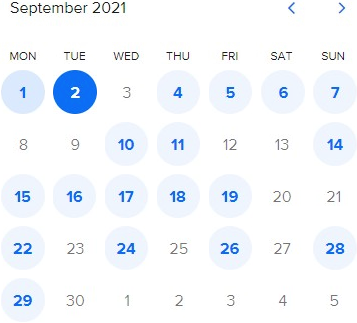 September 2021
MON TUE WED THU FRI SAT SUN
1 2 3 4 5 6 7
8 9 10 11 12 13 14
15 16 17 18 19 20 21
22 23 24 25 26 27 28
29 30 1 2 3 4 5